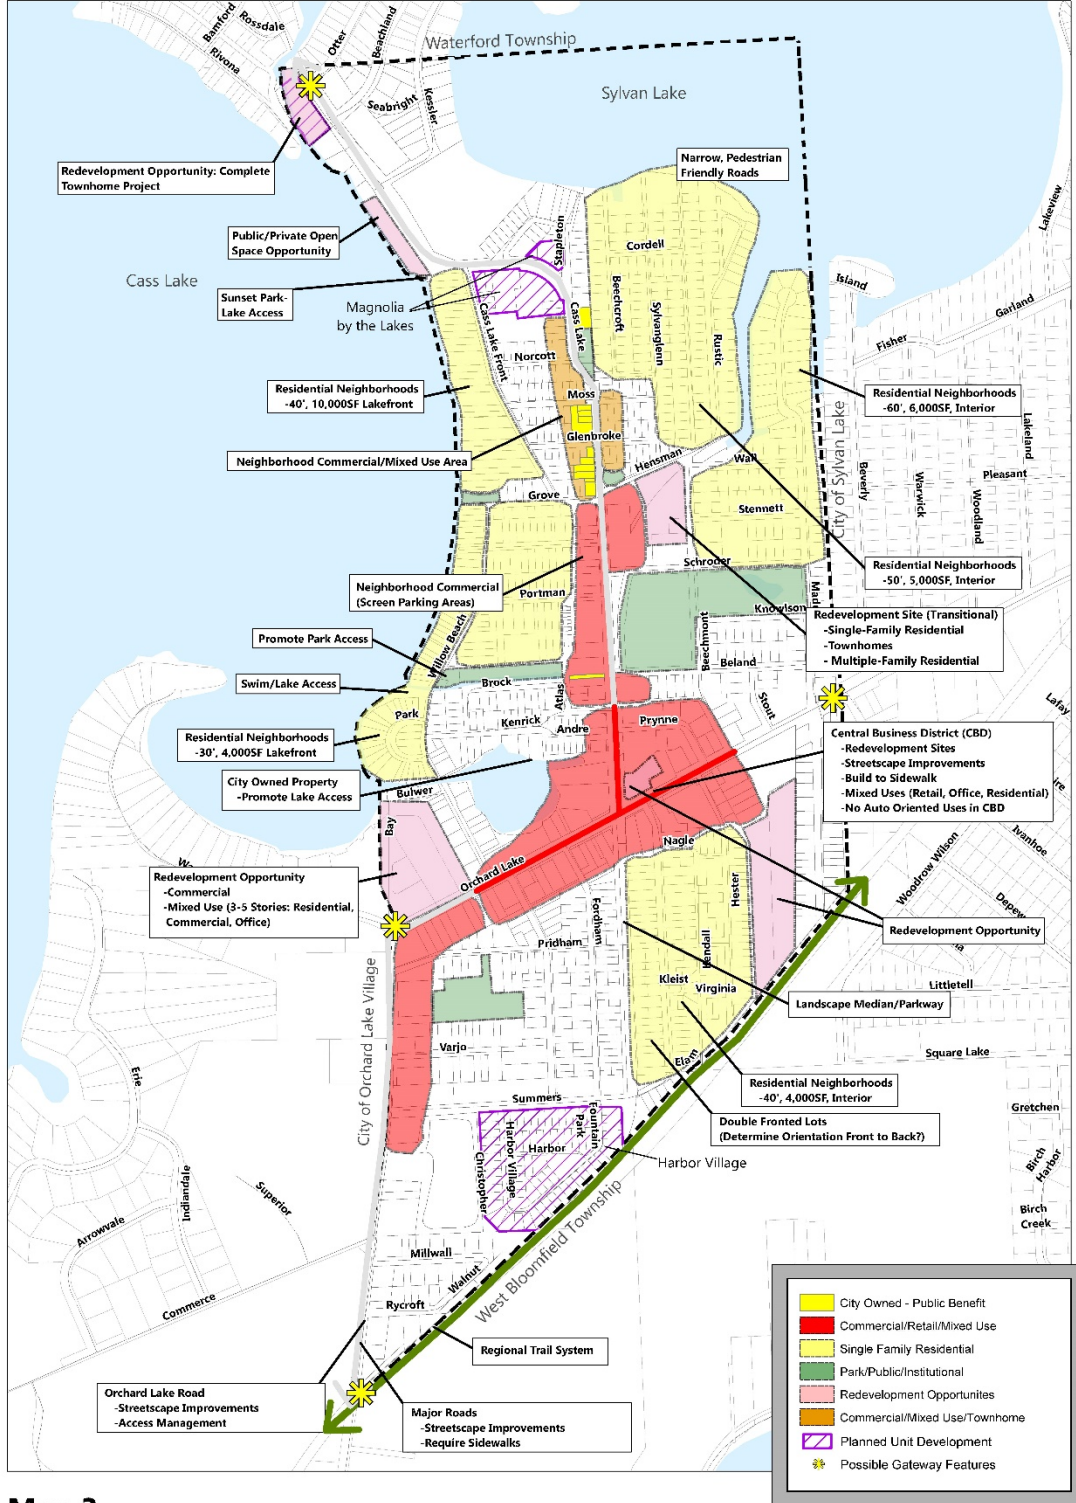 Bamford
Rossdale
Rivona
Otter
Beachland
Waterford Township
Seabright
Kessler
Sylvan Lake
Redevelopment Opportunity: Complete
Townhome Project
Narrow, Pedestrian
Friendly Roads
Lakeview
Public/Private Open
Space Opportunity
Stapleton
Cordell
Cass Lake
Island
Sunset Park-
Lake Access
Magnolia
by the Lakes
Cass Lake Front
Cass Lake
Beechcroft
Sylvanglenn
Rustic
Garland
Fisher
Norcott
Residential Neighborhoods
-40', 10,000SF Lakefront
Moss
Residential Neighborhoods
-60', 6,000SF, Interior
Glenbroke
City of Sylvan Lake
Lakeland
Neighborhood Commercial/Mixed Use Area
Hensman
Wall
Beverly
Warwick
Pleasant
Woodland
Grove
Stennett
Schroder
Residential Neighborhoods
-50', 5,000SF, Interior
Neighborhood Commercial
(Screen Parking Areas)
Portman
Knowlson
Redevelopment Site (Transitional)
-Single-Family Residential
-Townhomes
- Multiple-Family Residential
Promote Park Access
Willow Beach
Beechmont
Beland
Swim/Lake Access
Brock
Atlas
Stout
Lafay
Park
Kenrick
Andre
Prynne
Residential Neighborhoods
-30', 4,000SF Lakefront
Central Business District (CBD)
-Redevelopment Sites
-Streetscape Improvements
-Build to Sidewalk
-Mixed Uses (Retail, Office, Residential)
-No Auto Oriented Uses in CBD
City Owned Property
-Promote Lake Access
Bulwer
Bay
Nagle
Ivanhoe
Woodrow Wilson
Orchard Lake
Redevelopment Opportunity
-Commercial
-Mixed Use (3-5 Stories: Residential,
Commercial, Office)
Hester
Fordham
Kendall
Redevelopment Opportunity
Pridham
Kleist
Virginia
Littletell
Landscape Median/Parkway
City of Orchard Lake Village
Varjo
Elam
Square Lake
Erie
Residential Neighborhoods
-40', 4,000SF, Interior
Summers
Double Fronted Lots
(Determine Orientation Front to Back?)
Gretchen
Fountain
Park
Harbor Village
Harbor
Christopher
Harbor Village
Birch
Harbor
Superior
Indiandale
Arrowvale
Birch
Creek
West Bloomfield Township
Millwall
Walnut
Rycroft
Commerce
Regional Trail System
Orchard Lake Road
-Streetscape Improvements
-Access Management
Major Roads
-Streetscape Improvements
-Require Sidewalks
City Owned - Public Benefit
Commercial/Retail/Mixed Use
Single Family Residential
Park/Public/Institutional
Redevelopment Opportunites
Commercial/Mixed Use/Townhome
Planned Unit Development
Possible Gateway Features